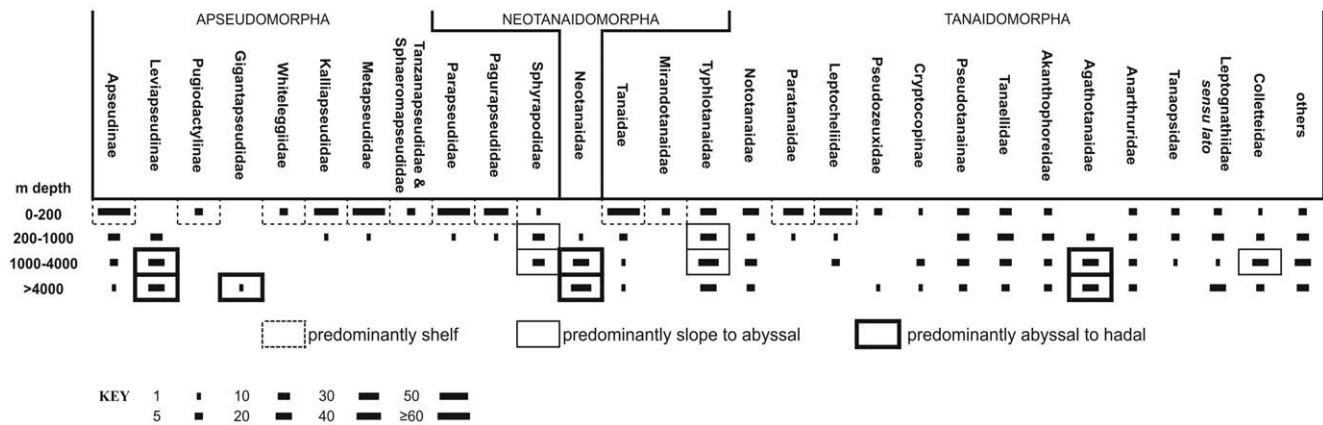 APSEUDOMORPHA
NEOTANAIDOMORPHA
TANAIDOMORPHA
Apseudinae
Leviapseudinae
Pugiodactylinae
Gigantapseudidae
Whiteleggiidae
Kalliapseudidae
Metapseudidae
Tanzanapseudidae &
Sphaeromapseudidae
Parapseudidae
Pagurapseudidae
Sphyrapodidae
Neotanaidae
Tanaidae
Mirandotanaidae
Typhlotanaidae
Nototanaidae
Paratanaidae
Leptocheliidae
Pseudozeuxidae
Cryptocopinae
Pseudotanainae
Tanaellidae
Akanthophoreidae
Agathotanaidae
Anarthruridae
Tanaopsidae
Leptognathiidae
sensu lato
Colletteidae
others
m depth
0-200
200-1000
1000-4000
>4000
predominantly shelf
predominantly slope to abyssal
predominantly abyssal to hadal
KEY 1 10 30 50
5 20 40 ≥60